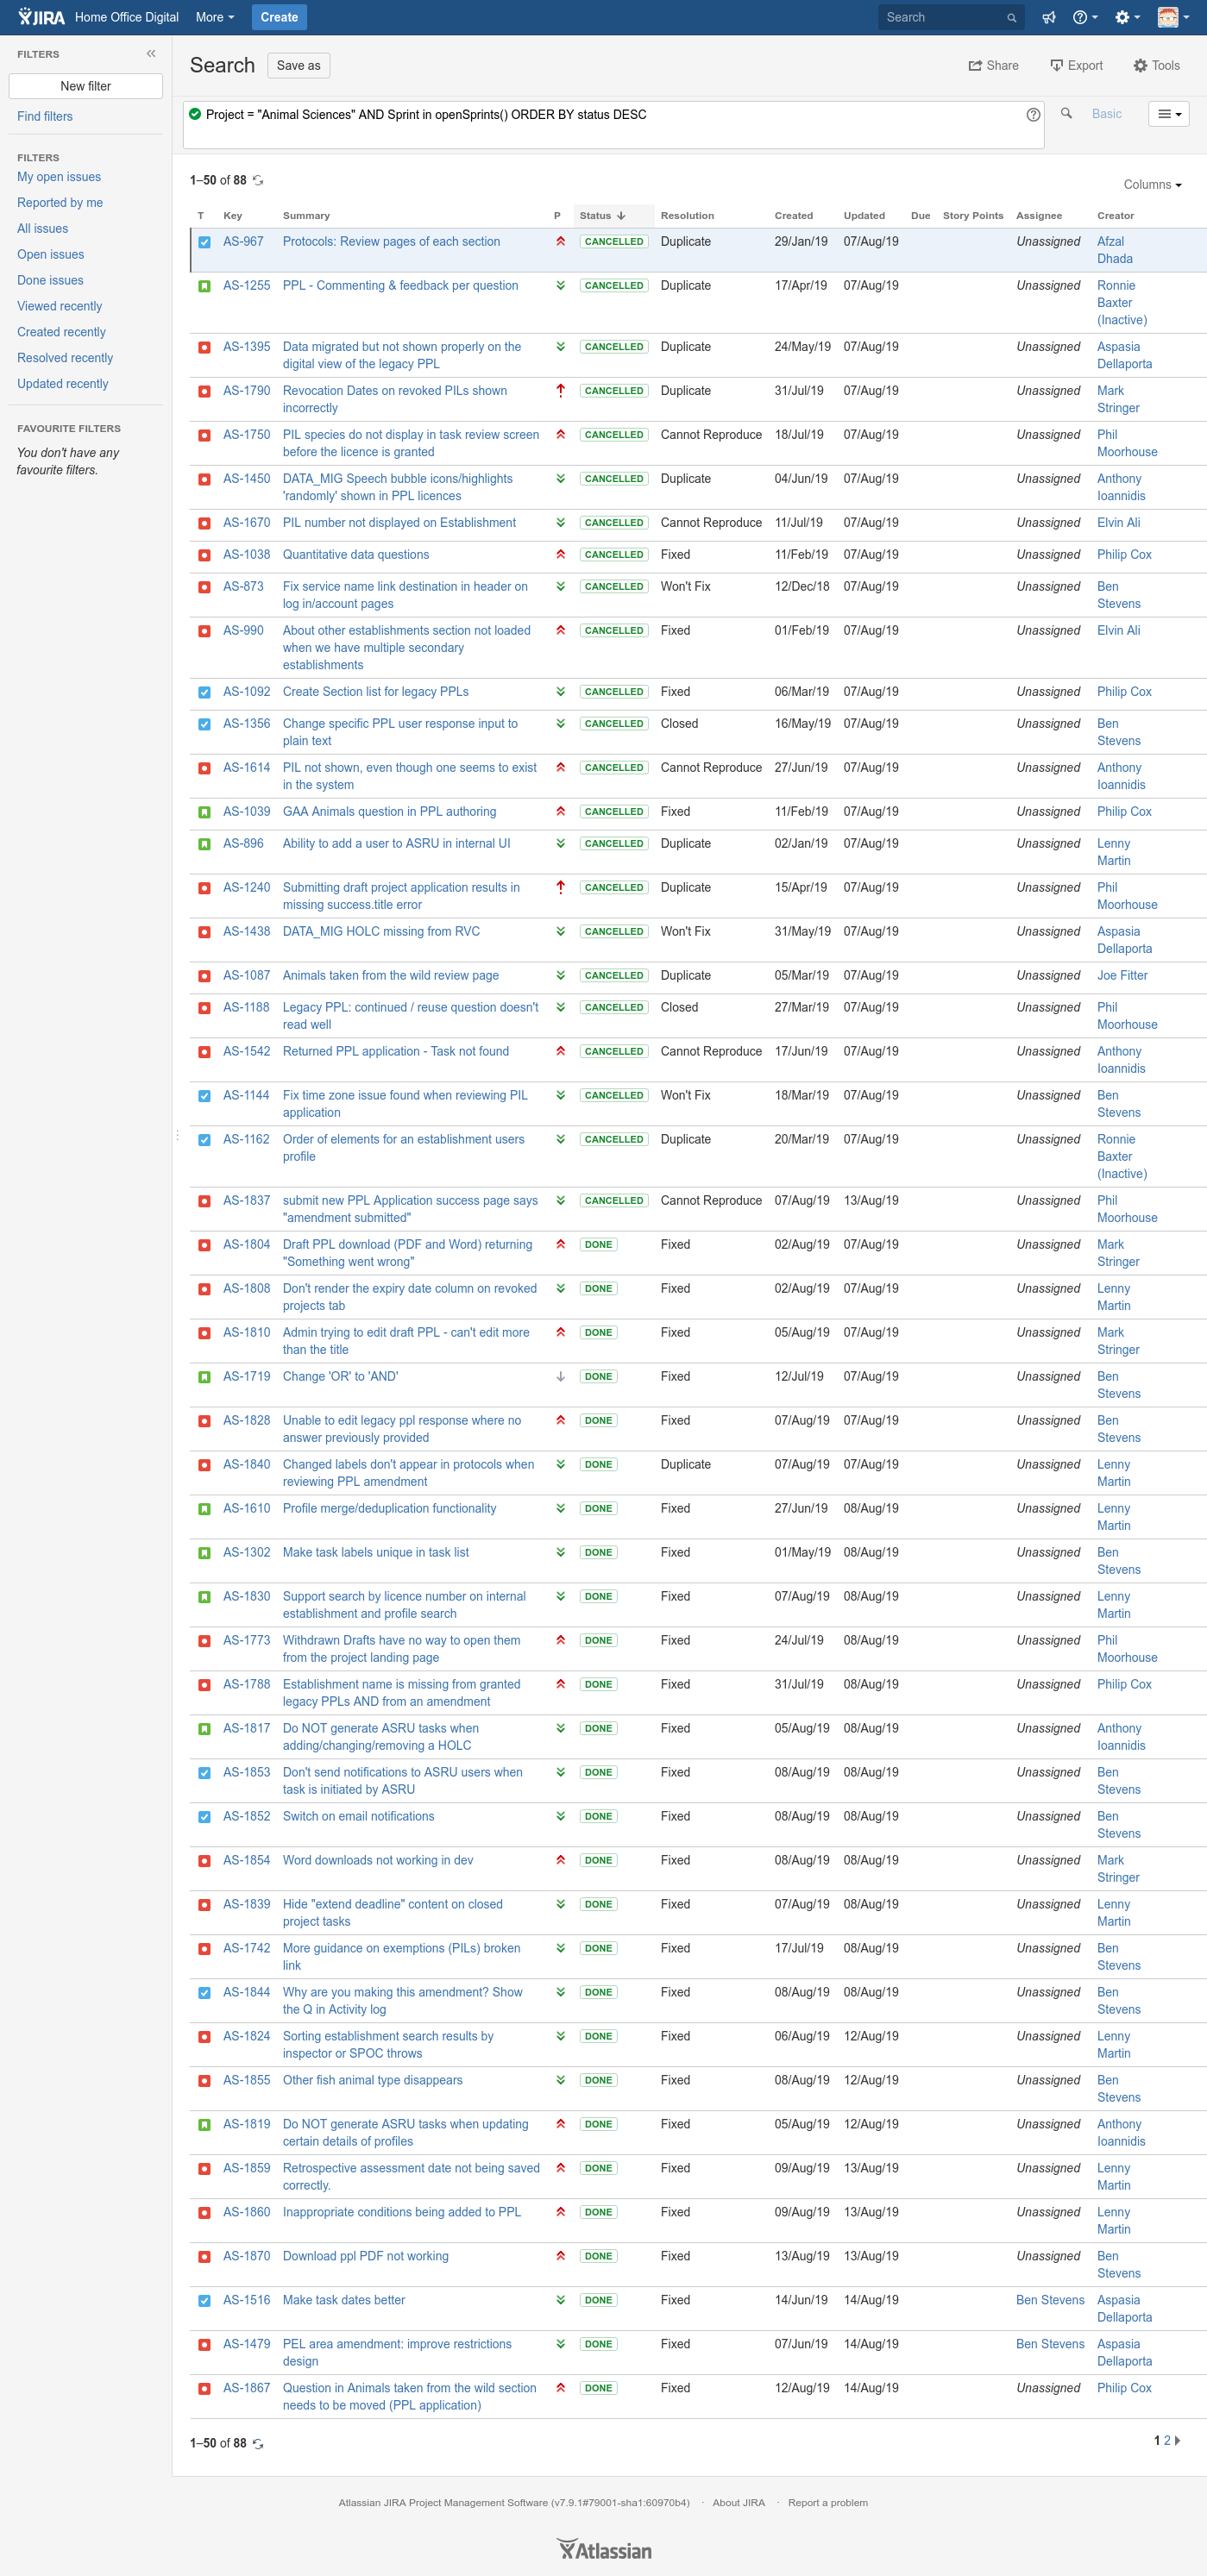 JIRA Home Office Digital More Create Search
FILTERS
New filter
Find filters
FILTERS
My open issues
Reported by me
All issues
Open issues
Done issues
Viewed recently
Created recently
Resolved recently
Updated recently
FAVOURITE FILTERS
You don't have any
favourite filters.
Search Save as Share Export Tools
Project = "Animal Sciences" AND Sprint in openSprints() ORDER BY status DESC Basic
1–50 of 88
Columns
T Key Summary P Status Resolution Created Updated Due Story Points Assignee Creator
AS-967 Protocols: Review pages of each section CANCELLED Duplicate 29/Jan/19 07/Aug/19 Unassigned Afzal
Dhada
AS-1255 PPL - Commenting & feedback per question CANCELLED Duplicate 17/Apr/19 07/Aug/19 Unassigned Ronnie
Baxter
(Inactive)
AS-1395 Data migrated but not shown properly on the CANCELLED Duplicate 24/May/19 07/Aug/19 Unassigned Aspasia
digital view of the legacy PPL Dellaporta
AS-1790 Revocation Dates on revoked PILs shown CANCELLED Duplicate 31/Jul/19 07/Aug/19 Unassigned Mark
incorrectly Stringer
AS-1750 PIL species do not display in task review screen CANCELLED Cannot Reproduce 18/Jul/19 07/Aug/19 Unassigned Phil
before the licence is granted Moorhouse
AS-1450 DATA_MIG Speech bubble icons/highlights CANCELLED Duplicate 04/Jun/19 07/Aug/19 Unassigned Anthony
'randomly' shown in PPL licences Ioannidis
AS-1670 PIL number not displayed on Establishment CANCELLED Cannot Reproduce 11/Jul/19 07/Aug/19 Unassigned Elvin Ali
AS-1038 Quantitative data questions CANCELLED Fixed 11/Feb/19 07/Aug/19 Unassigned Philip Cox
AS-873 Fix service name link destination in header on CANCELLED Won't Fix 12/Dec/18 07/Aug/19 Unassigned Ben
log in/account pages Stevens
AS-990 About other establishments section not loaded CANCELLED Fixed 01/Feb/19 07/Aug/19 Unassigned Elvin Ali
when we have multiple secondary
establishments
AS-1092 Create Section list for legacy PPLs CANCELLED Fixed 06/Mar/19 07/Aug/19 Unassigned Philip Cox
AS-1356 Change specific PPL user response input to CANCELLED Closed 16/May/19 07/Aug/19 Unassigned Ben
plain text Stevens
AS-1614 PIL not shown, even though one seems to exist CANCELLED Cannot Reproduce 27/Jun/19 07/Aug/19 Unassigned Anthony
in the system Ioannidis
AS-1039 GAA Animals question in PPL authoring CANCELLED Fixed 11/Feb/19 07/Aug/19 Unassigned Philip Cox
AS-896 Ability to add a user to ASRU in internal UI CANCELLED Duplicate 02/Jan/19 07/Aug/19 Unassigned Lenny
Martin
AS-1240 Submitting draft project application results in CANCELLED Duplicate 15/Apr/19 07/Aug/19 Unassigned Phil
missing success.title error Moorhouse
AS-1438 DATA_MIG HOLC missing from RVC CANCELLED Won't Fix 31/May/19 07/Aug/19 Unassigned Aspasia
Dellaporta
AS-1087 Animals taken from the wild review page CANCELLED Duplicate 05/Mar/19 07/Aug/19 Unassigned Joe Fitter
AS-1188 Legacy PPL: continued / reuse question doesn't CANCELLED Closed 27/Mar/19 07/Aug/19 Unassigned Phil
read well Moorhouse
AS-1542 Returned PPL application - Task not found CANCELLED Cannot Reproduce 17/Jun/19 07/Aug/19 Unassigned Anthony
Ioannidis
AS-1144 Fix time zone issue found when reviewing PIL CANCELLED Won't Fix 18/Mar/19 07/Aug/19 Unassigned Ben
application Stevens
AS-1162 Order of elements for an establishment users CANCELLED Duplicate 20/Mar/19 07/Aug/19 Unassigned Ronnie
profile Baxter
(Inactive)
AS-1837 submit new PPL Application success page says CANCELLED Cannot Reproduce 07/Aug/19 13/Aug/19 Unassigned Phil
"amendment submitted" Moorhouse
AS-1804 Draft PPL download (PDF and Word) returning DONE Fixed 02/Aug/19 07/Aug/19 Unassigned Mark
"Something went wrong" Stringer
AS-1808 Don't render the expiry date column on revoked DONE Fixed 02/Aug/19 07/Aug/19 Unassigned Lenny
projects tab Martin
AS-1810 Admin trying to edit draft PPL - can't edit more DONE Fixed 05/Aug/19 07/Aug/19 Unassigned Mark
than the title Stringer
AS-1719 Change 'OR' to 'AND' DONE Fixed 12/Jul/19 07/Aug/19 Unassigned Ben
Stevens
AS-1828 Unable to edit legacy ppl response where no DONE Fixed 07/Aug/19 07/Aug/19 Unassigned Ben
answer previously provided Stevens
AS-1840 Changed labels don't appear in protocols when DONE Duplicate 07/Aug/19 07/Aug/19 Unassigned Lenny
reviewing PPL amendment Martin
AS-1610 Profile merge/deduplication functionality DONE Fixed 27/Jun/19 08/Aug/19 Unassigned Lenny
Martin
AS-1302 Make task labels unique in task list DONE Fixed 01/May/19 08/Aug/19 Unassigned Ben
Stevens
AS-1830 Support search by licence number on internal DONE Fixed 07/Aug/19 08/Aug/19 Unassigned Lenny
establishment and profile search Martin
AS-1773 Withdrawn Drafts have no way to open them DONE Fixed 24/Jul/19 08/Aug/19 Unassigned Phil
from the project landing page Moorhouse
AS-1788 Establishment name is missing from granted DONE Fixed 31/Jul/19 08/Aug/19 Unassigned Philip Cox
legacy PPLs AND from an amendment
AS-1817 Do NOT generate ASRU tasks when DONE Fixed 05/Aug/19 08/Aug/19 Unassigned Anthony
adding/changing/removing a HOLC Ioannidis
AS-1853 Don't send notifications to ASRU users when DONE Fixed 08/Aug/19 08/Aug/19 Unassigned Ben
task is initiated by ASRU Stevens
AS-1852 Switch on email notifications DONE Fixed 08/Aug/19 08/Aug/19 Unassigned Ben
Stevens
AS-1854 Word downloads not working in dev DONE Fixed 08/Aug/19 08/Aug/19 Unassigned Mark
Stringer
AS-1839 Hide "extend deadline" content on closed DONE Fixed 07/Aug/19 08/Aug/19 Unassigned Lenny
project tasks Martin
AS-1742 More guidance on exemptions (PILs) broken DONE Fixed 17/Jul/19 08/Aug/19 Unassigned Ben
link Stevens
AS-1844 Why are you making this amendment? Show DONE Fixed 08/Aug/19 08/Aug/19 Unassigned Ben
the Q in Activity log Stevens
AS-1824 Sorting establishment search results by DONE Fixed 06/Aug/19 12/Aug/19 Unassigned Lenny
inspector or SPOC throws Martin
AS-1855 Other fish animal type disappears DONE Fixed 08/Aug/19 12/Aug/19 Unassigned Ben
Stevens
AS-1819 Do NOT generate ASRU tasks when updating DONE Fixed 05/Aug/19 12/Aug/19 Unassigned Anthony
certain details of profiles Ioannidis
AS-1859 Retrospective assessment date not being saved DONE Fixed 09/Aug/19 13/Aug/19 Unassigned Lenny
correctly. Martin
AS-1860 Inappropriate conditions being added to PPL DONE Fixed 09/Aug/19 13/Aug/19 Unassigned Lenny
Martin
AS-1870 Download ppl PDF not working DONE Fixed 13/Aug/19 13/Aug/19 Unassigned Ben
Stevens
AS-1516 Make task dates better DONE Fixed 14/Jun/19 14/Aug/19 Ben Stevens Aspasia
Dellaporta
AS-1479 PEL area amendment: improve restrictions DONE Fixed 07/Jun/19 14/Aug/19 Ben Stevens Aspasia
design Dellaporta
AS-1867 Question in Animals taken from the wild section DONE Fixed 12/Aug/19 14/Aug/19 Unassigned Philip Cox
needs to be moved (PPL application)
1–50 of 88 1 2
Atlassian JIRA Project Management Software (v7.9.1#79001-sha1:60970b4) · About JIRA · Report a problem
Atlassian